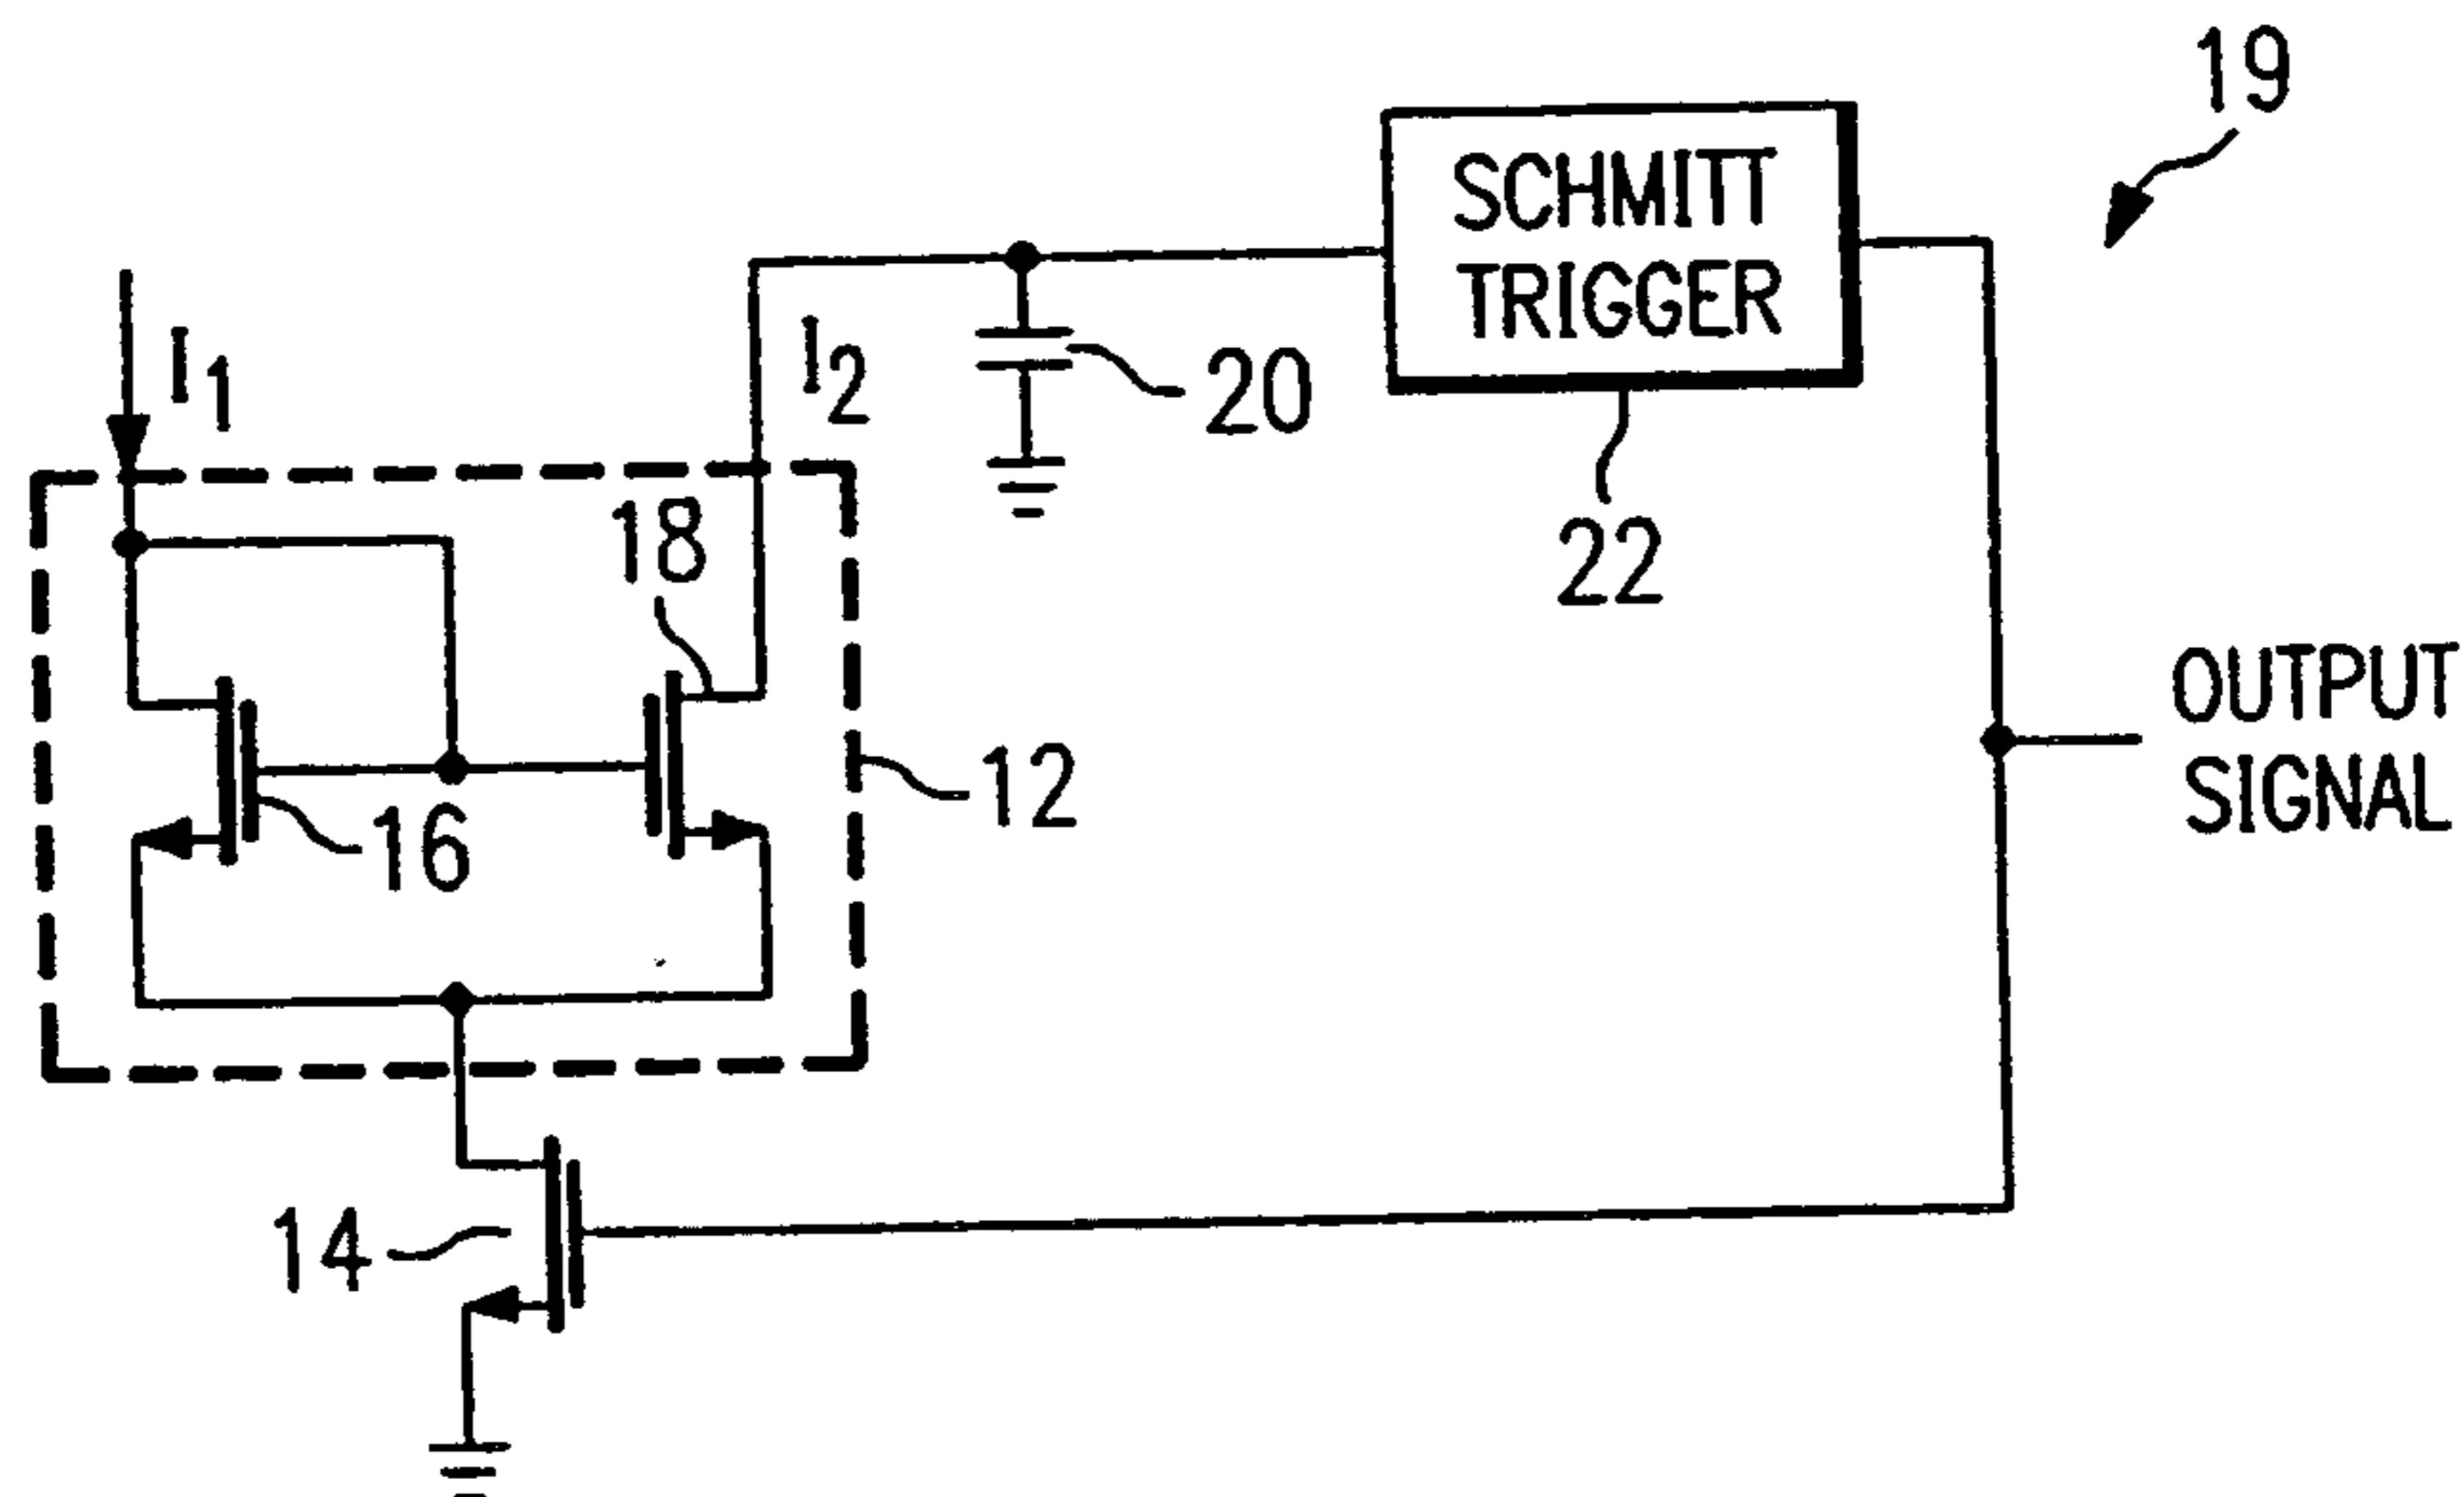 19
SCHMITT
TRIGGER
I1
I2
20
18
22
OUTPUT
SIGNAL
12
16
14